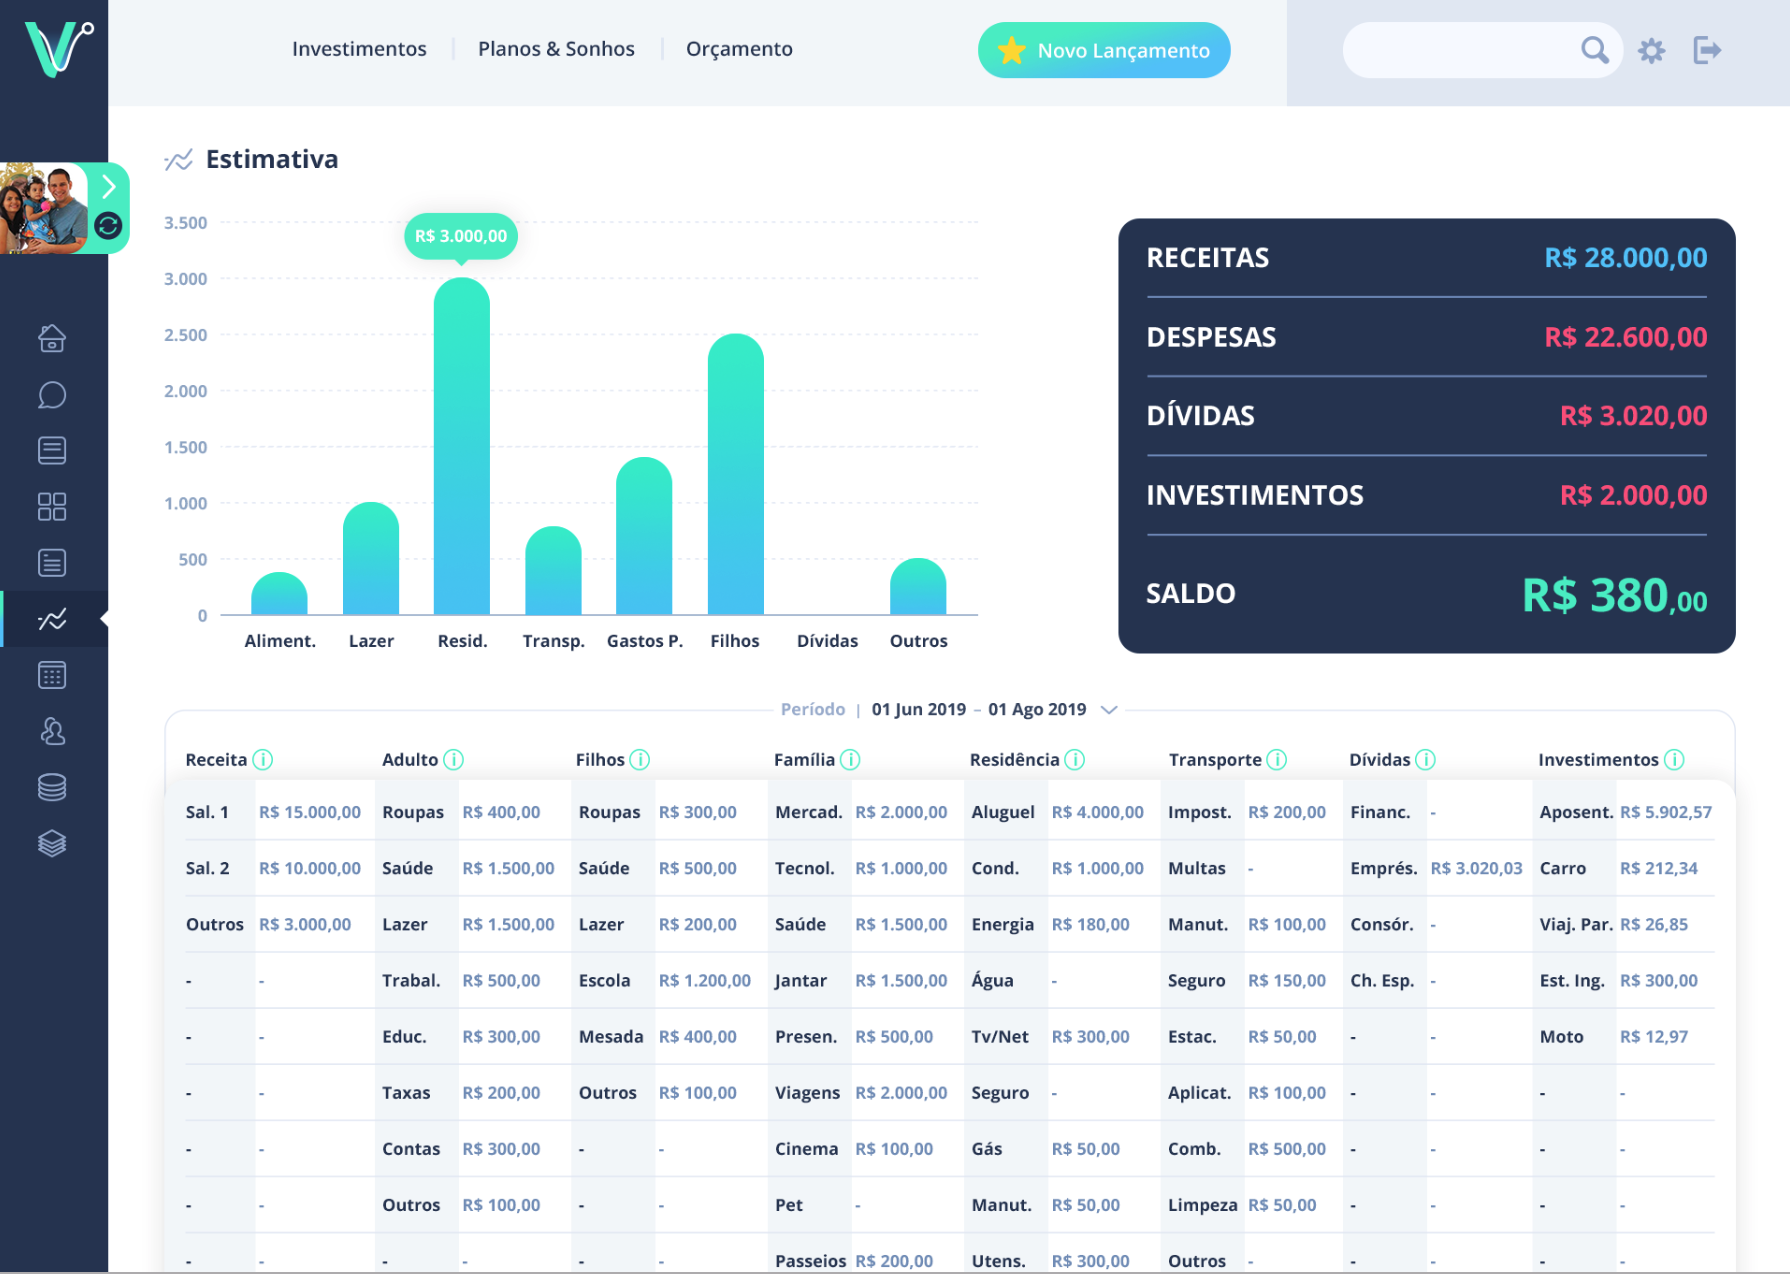 Investimentos | Planos & Sonhos | Orçamento
Novo Lançamento
Estimativa
3.500
3.000
2.500
2.000
1.500
1.000
500
0
R$ 3.000,00
Aliment. Lazer Resid. Transp. Gastos P. Filhos Dívidas Outros
RECEITAS R$ 28.000,00
DESPESAS R$ 22.600,00
DÍVIDAS R$ 3.020,00
INVESTIMENTOS R$ 2.000,00
SALDO R$ 380,00
Período | 01 Jun 2019 – 01 Ago 2019
Receita Adulto Filhos Família Residência Transporte Dívidas Investimentos
Sal. 1 R$ 15.000,00 Roupas R$ 400,00 Roupas R$ 300,00 Mercad. R$ 2.000,00 Aluguel R$ 4.000,00 Impost. R$ 200,00 Financ. - Aposent. R$ 5.902,57
Sal. 2 R$ 10.000,00 Saúde R$ 1.500,00 Saúde R$ 500,00 Tecnol. R$ 1.000,00 Cond. R$ 1.000,00 Multas - Emprés. R$ 3.020,03 Carro R$ 212,34
Outros R$ 3.000,00 Lazer R$ 1.500,00 Lazer R$ 200,00 Saúde R$ 1.500,00 Energia R$ 180,00 Manut. R$ 100,00 Consór. - Viaj. Par. R$ 26,85
- - Trabal. R$ 500,00 Escola R$ 1.200,00 Jantar R$ 1.500,00 Água - Seguro R$ 150,00 Ch. Esp. - Est. Ing. R$ 300,00
- - Educ. R$ 300,00 Mesada R$ 400,00 Presen. R$ 500,00 Tv/Net R$ 300,00 Estac. R$ 50,00 - - Moto R$ 12,97
- - Taxas R$ 200,00 Outros R$ 100,00 Viagens R$ 2.000,00 Seguro - Aplicat. R$ 100,00 - - - -
- - Contas R$ 300,00 - - Cinema R$ 100,00 Gás R$ 50,00 Comb. R$ 500,00 - - - -
- - Outros R$ 100,00 - - Pet - Manut. R$ 50,00 Limpeza R$ 50,00 - - - -
- - - - - - Passeios R$ 200,00 Utens. R$ 300,00 Outros - - - - -